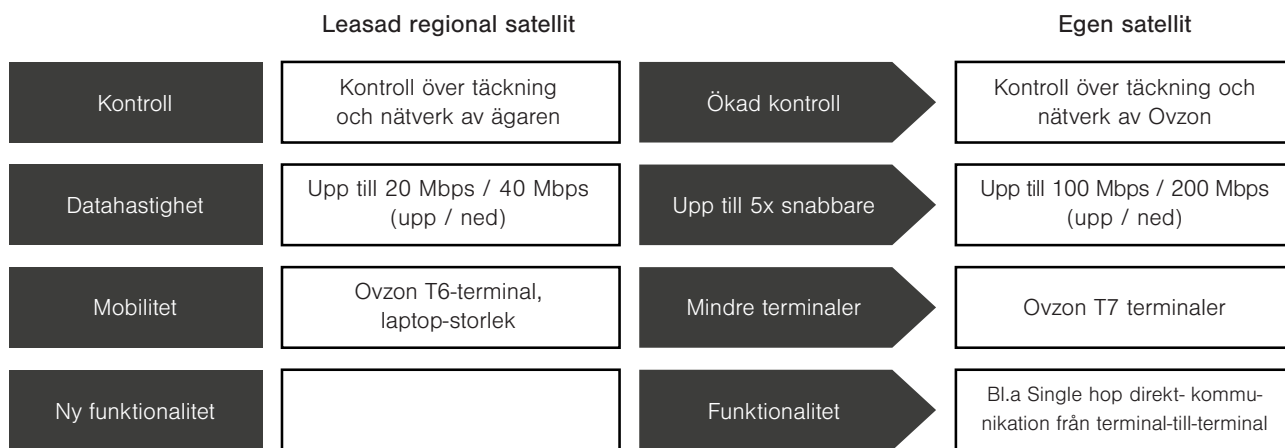 Leasad regional satellit
Egen satellit
Kontroll
Kontroll över täckning
och nätverk av ägaren
Ökad kontroll
Kontroll över täckning och
nätverk av Ovzon
Datahastighet
Upp till 20 Mbps / 40 Mbps
(upp / ned)
Upp till 5x snabbare
Upp till 100 Mbps / 200 Mbps
(upp / ned)
Mobilitet
Ovzon T6-terminal,
laptop-storlek
Mindre terminaler
Ovzon T7 terminaler
Ny funktionalitet
Funktionalitet
Bl.a Single hop direkt- kommu-
nikation från terminal-till-terminal